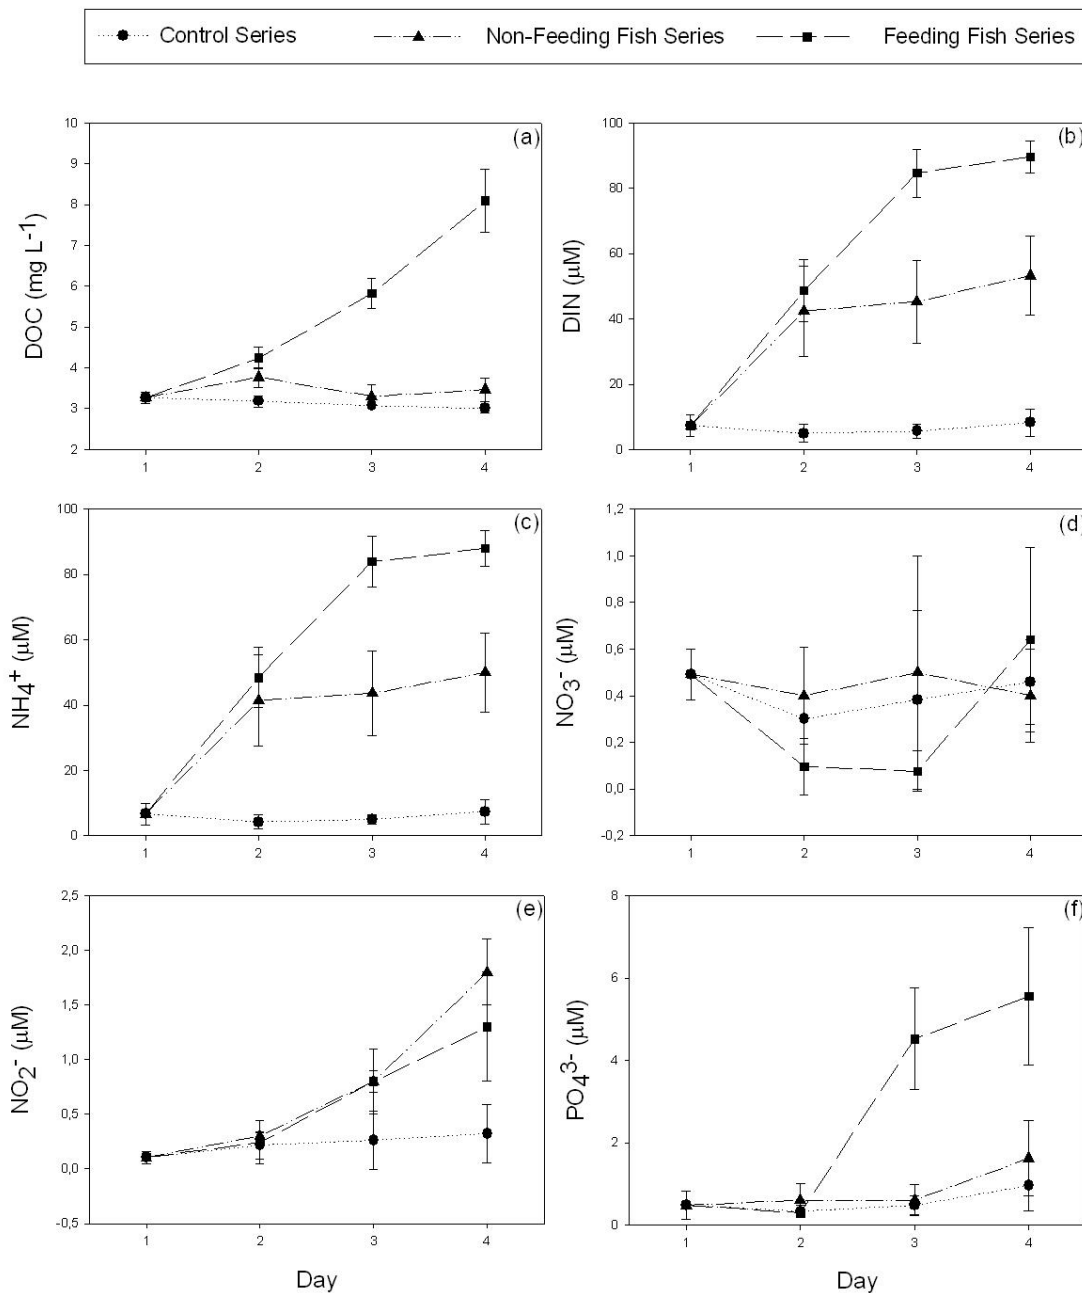 Control Series Non-Feeding Fish Series Feeding Fish Series
(a)
DOC (mg L-1)
10
9
8
7
6
5
4
3
2
1 2 3 4
(b)
DIN (μM)
100
80
60
40
20
0
1 2 3 4
(c)
NH4+ (μM)
100
80
60
40
20
0
1 2 3 4
(d)
NO3- (μM)
1,2
1,0
0,8
0,6
0,4
0,2
0,0
-0,2
1 2 3 4
(e)
NO2- (μM)
2,5
2,0
1,5
1,0
0,5
0,0
-0,5
1 2 3 4
Day
(f)
PO43- (μM)
8
6
4
2
0
1 2 3 4
Day